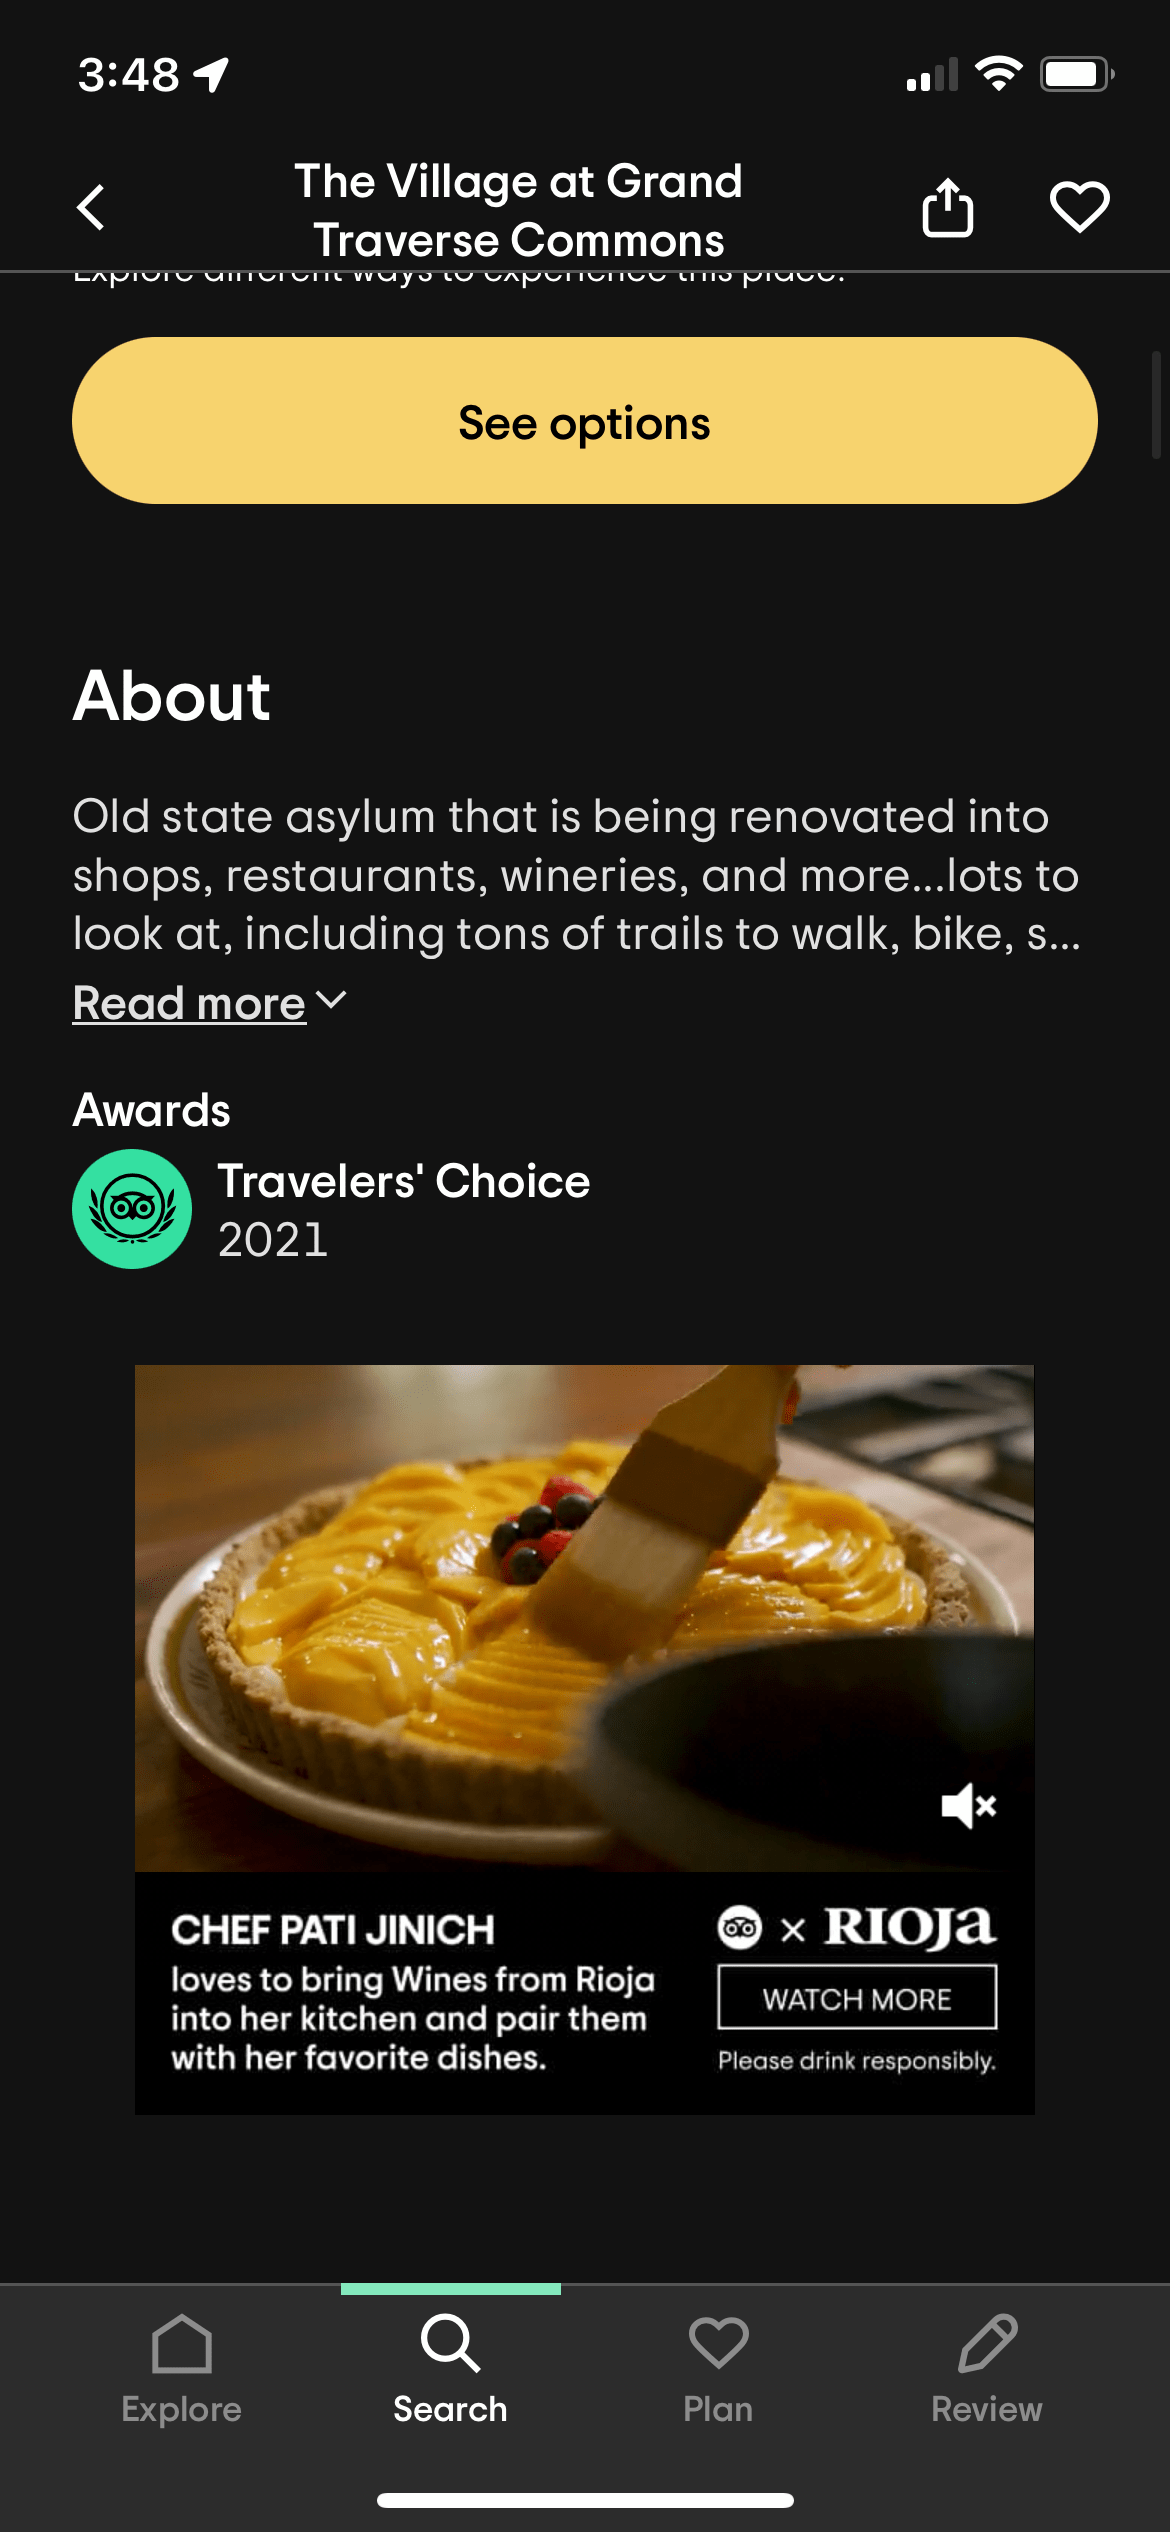 3:48
The Village at Grand
Traverse Commons
Explore different ways to experience this place.
See options
About
Old state asylum that is being renovated into
shops, restaurants, wineries, and more...lots to
look at, including tons of trails to walk, bike, s...
Read more
Awards
Travelers' Choice
2021
CHEF PATI JINICH
loves to bring Wines from Rioja
into her kitchen and pair them
with her favorite dishes.
× RIOJa
WATCH MORE
Please drink responsibly.
Explore
Search
Plan
Review